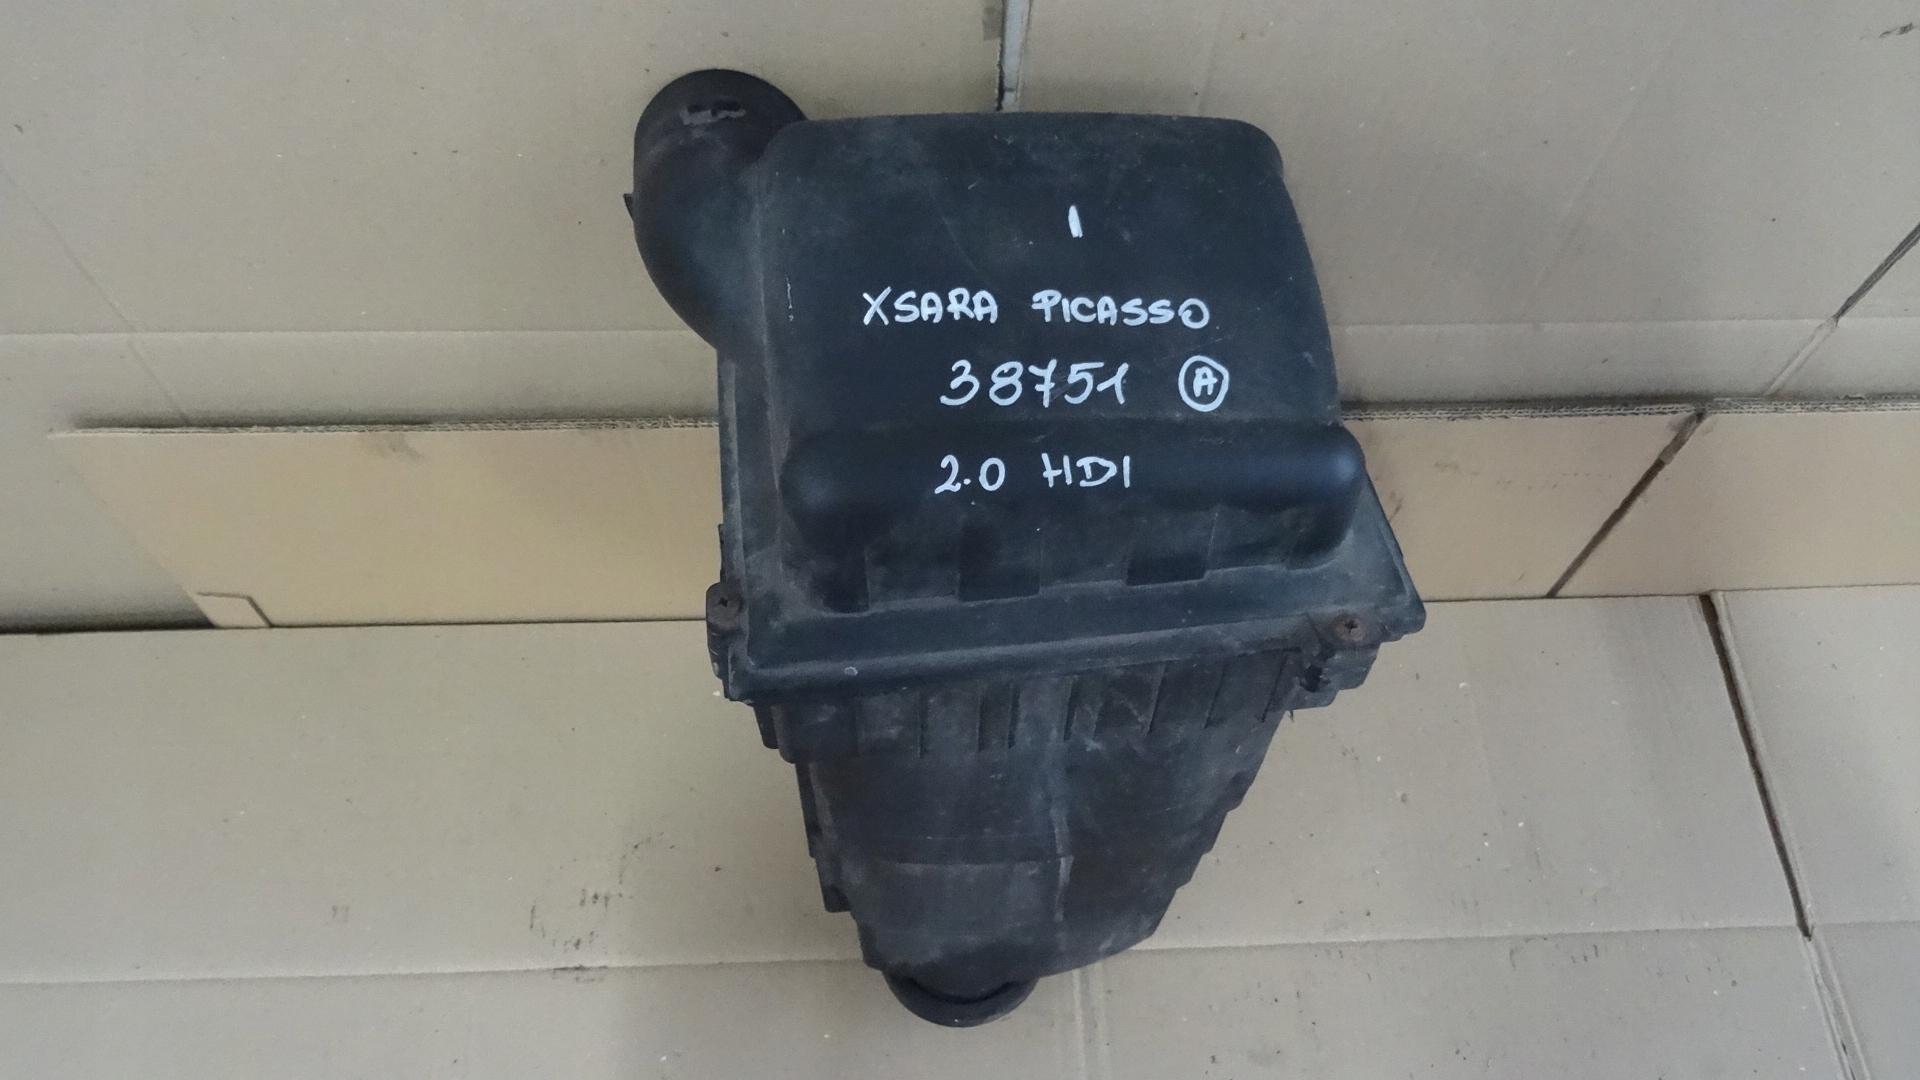 1
XSARA PICASSO
38751 A
2.0 HDI